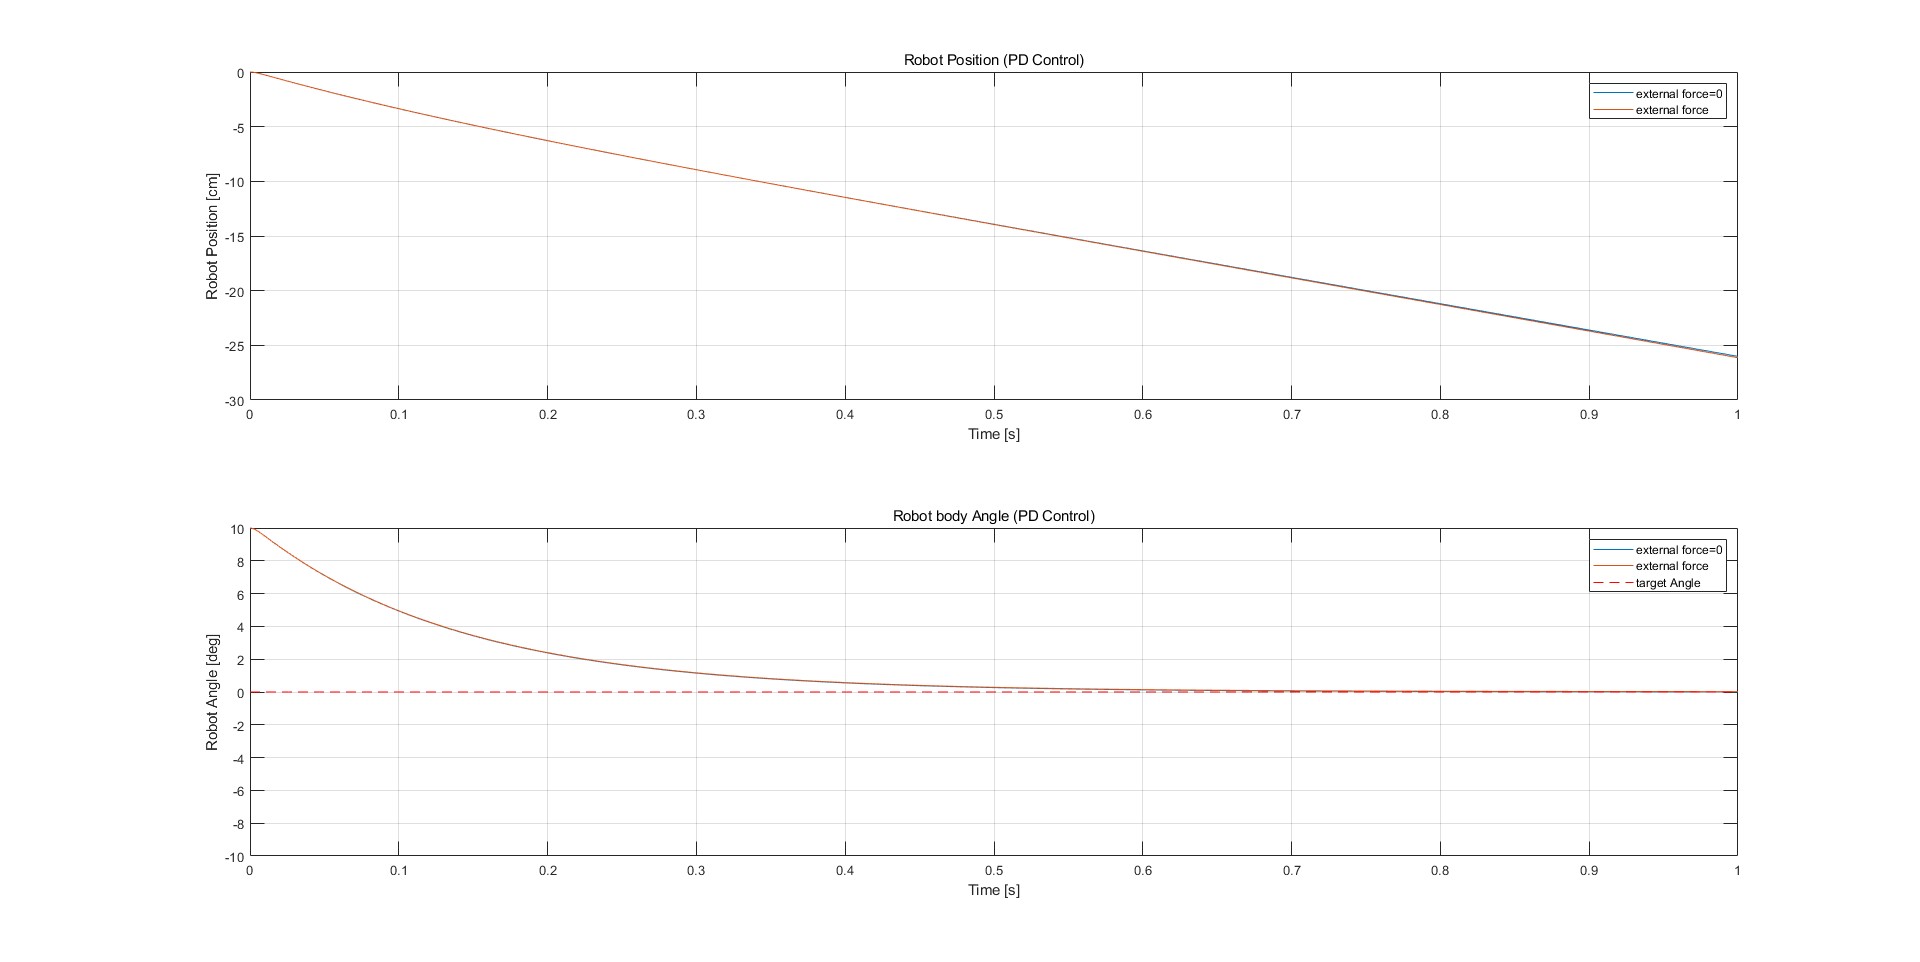 Robot Position (PD Control)
external force=0
external force
Robot Position [cm]
0
-5
-10
-15
-20
-25
-30
0 0.1 0.2 0.3 0.4 0.5 0.6 0.7 0.8 0.9 1
Time [s]
Robot body Angle (PD Control)
external force=0
external force
target Angle
Robot Angle [deg]
10
8
6
4
2
0
-2
-4
-6
-8
-10
0 0.1 0.2 0.3 0.4 0.5 0.6 0.7 0.8 0.9 1
Time [s]